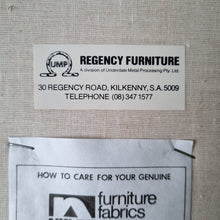 UMP
REGENCY FURNITURE
A division of Underdale Metal Processing Pty. Ltd.
30 REGENCY ROAD, KILKENNY, S.A. 5009
TELEPHONE (08) 347 1577
HOW TO CARE FOR YOUR GENUINE
furniture
fabrics